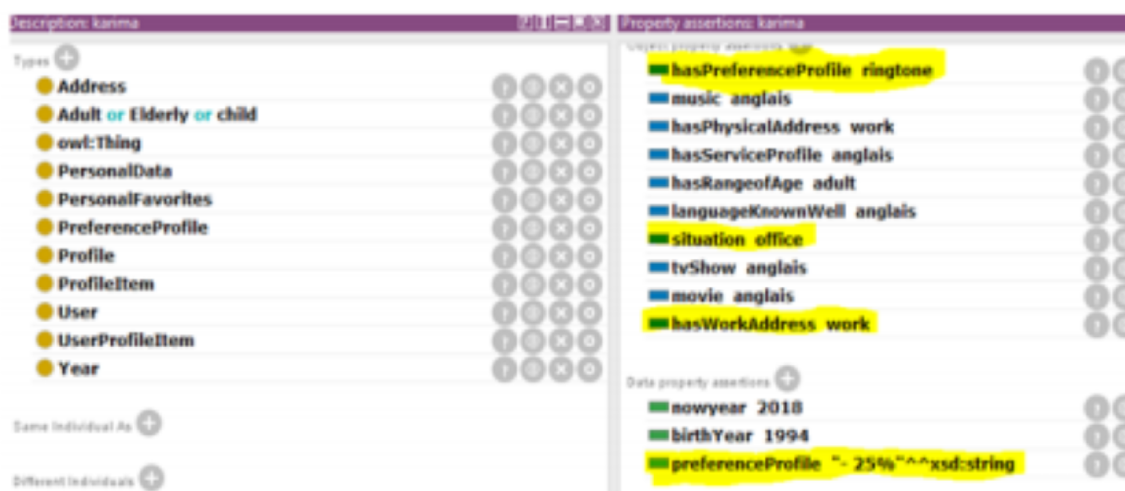 Description: karima
Types
Address
Adult or Elderly or child
owl:Thing
PersonalData
PersonalFavorites
PreferenceProfile
Profile
ProfileItem
User
UserProfileItem
Year
Same Individual As
Different Individuals
Property assertions: karima
Object property assertions
hasPreferenceProfile ringtone
music anglais
hasPhysicalAddress work
hasServiceProfile anglais
hasRangeofAge adult
languageKnownWell anglais
situation office
tvShow anglais
movie anglais
hasWorkAddress work
Data property assertions
nowyear 2018
birthYear 1994
preferenceProfile "- 25%"^^xsd:string